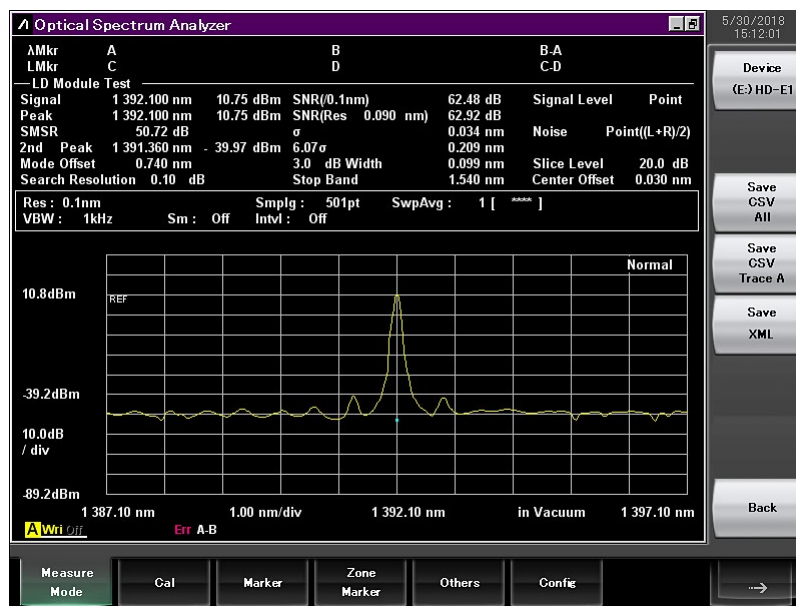 Optical Spectrum Analyzer
5/30/2018
15:12:01
λMkr A B B-A
LMkr C D C-D
LD Module Test
Signal 1 392.100 nm 10.75 dBm SNR(/0.1nm) 62.48 dB Signal Level Point
Peak 1 392.100 nm 10.75 dBm SNR(Res 0.090 nm) 62.92 dB
SMSR 50.72 dB σ 0.034 nm Noise Point((L+R)/2)
2nd Peak 1 391.360 nm - 39.97 dBm 6.07σ 0.209 nm
Mode Offset 0.740 nm 3.0 dB Width 0.099 nm Slice Level 20.0 dB
Search Resolution 0.10 dB Stop Band 1.540 nm Center Offset 0.030 nm
Res : 0.1nm Smplg : 501pt SwpAvg : 1 [ **** ]
VBW : 1kHz Sm : Off Intvl : Off
Normal
10.8dBm
REF
-39.2dBm
10.0dB
/ div
-89.2dBm
1 387.10 nm 1.00 nm/div 1 392.10 nm in Vacuum 1 397.10 nm
A Wri Off Err A-B
Device
(E:) HD-E1
Save
CSV
All
Save
CSV
Trace A
Save
XML
Back
Measure
Mode
Cal
Marker
Zone
Marker
Others
Config